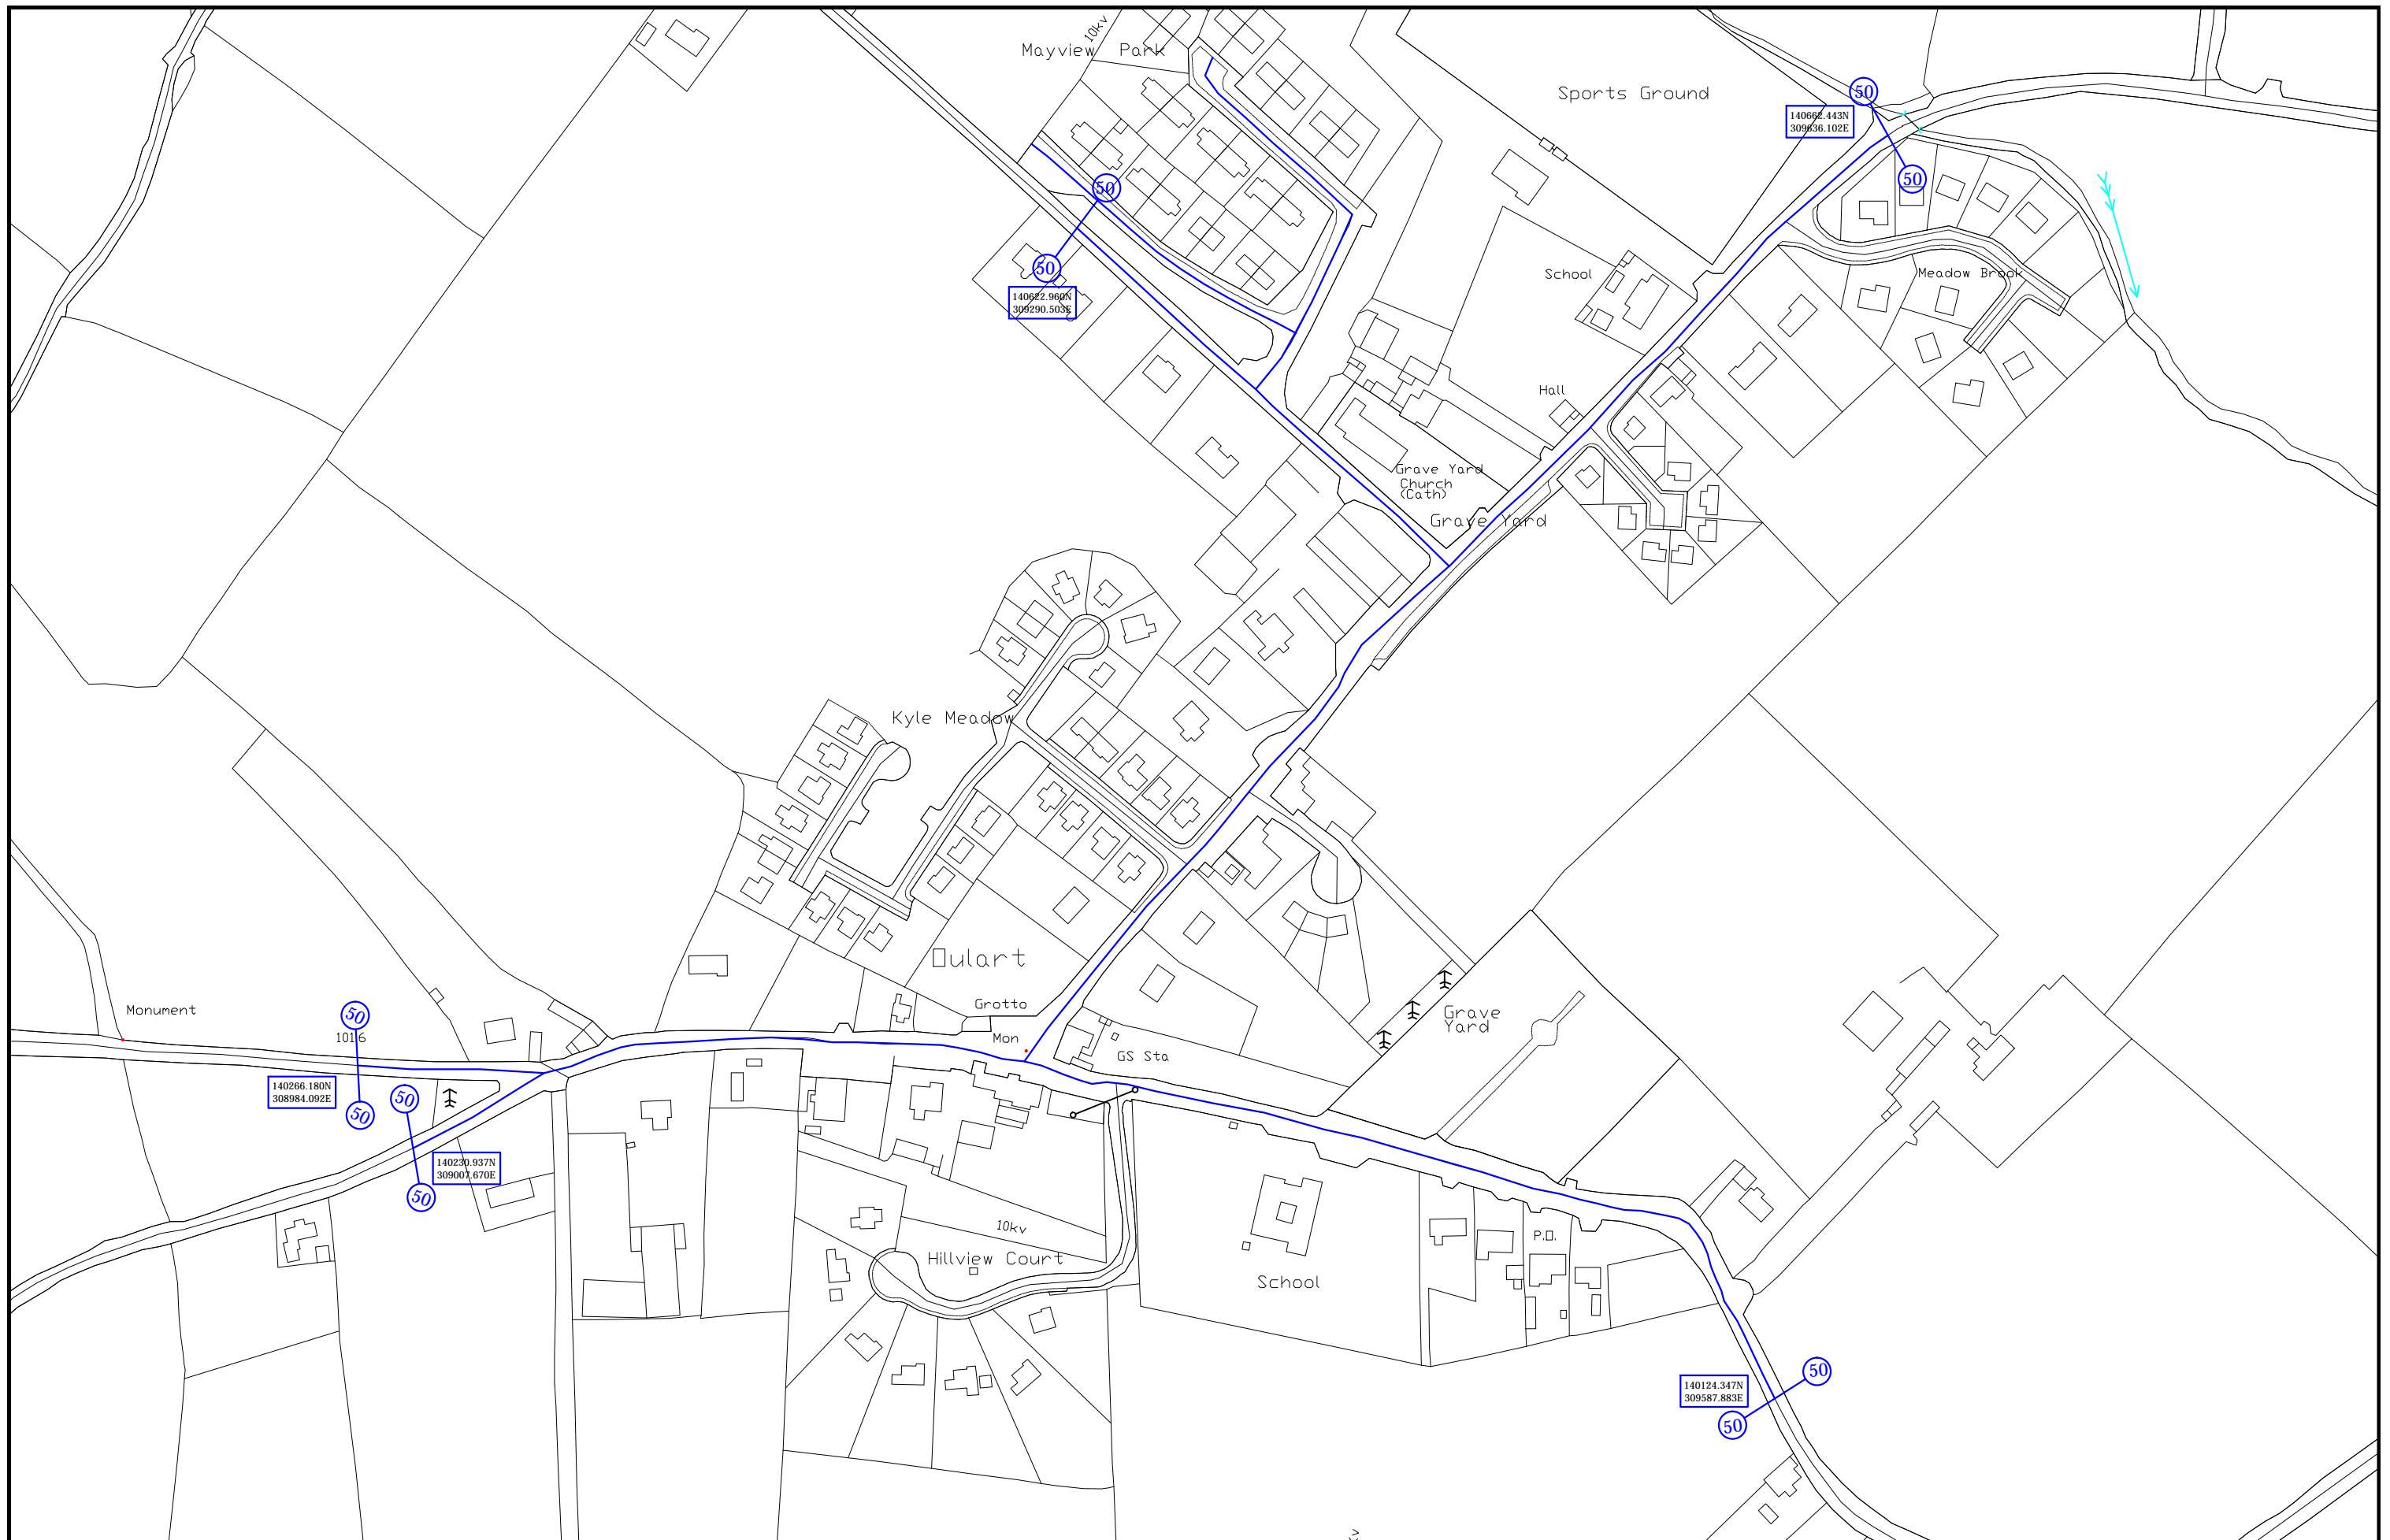 10kv
Mayview Park
Sports Ground
50
140662.443N
309636.102E
50
50
50
140622.960N
309290.503E
School
Meadow Brook
Hall
Grave Yard
Church
(Cath)
Grave Yard
Kyle Meadow
Oulart
Grotto
Monument
50
1016
Mon
GS Sta
Grave
Yard
140266.180N
308984.092E
50
50
140230.937N
309007.670E
50
10kv
Hillview Court
School
P.O.
50
140124.347N
309587.883E
50